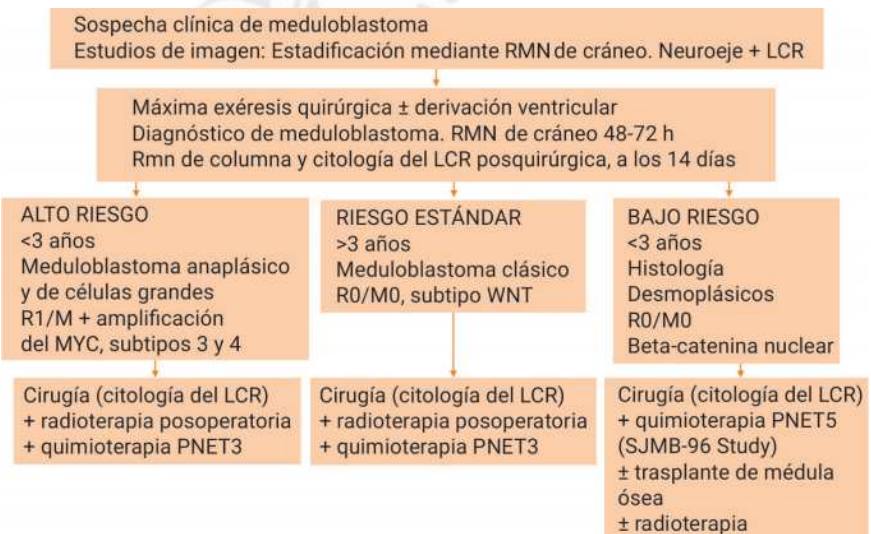 Sospecha clínica de meduloblastoma
Estudios de imagen: Estadificación mediante RMN de cráneo. Neuroeje + LCR
Máxima exéresis quirúrgica ± derivación ventricular
Diagnóstico de meduloblastoma. RMN de cráneo 48-72 h
Rmn de columna y citología del LCR posquirúrgica, a los 14 días
ALTO RIESGO
<3 años
Meduloblastoma anaplásico
y de células grandes
R1/M + amplificación
del MYC, subtipos 3 y 4
RIESGO ESTÁNDAR
>3 años
Meduloblastoma clásico
R0/M0, subtipo WNT
BAJO RIESGO
<3 años
Histología
Desmoplásicos
R0/M0
Beta-catenina nuclear
Cirugía (citología del LCR)
+ radioterapia posoperatoria
+ quimioterapia PNET3
Cirugía (citología del LCR)
+ radioterapia posoperatoria
+ quimioterapia PNET3
Cirugía (citología del LCR)
+ quimioterapia PNET5
(SJMB-96 Study)
± trasplante de médula
ósea
± radioterapia